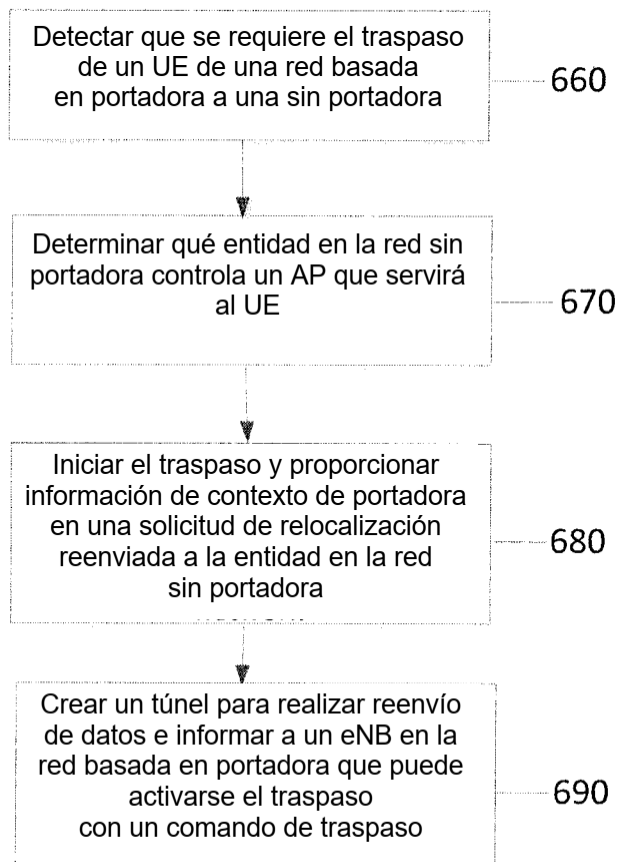 Detectar que se requiere el traspaso
de un UE de una red basada
en portadora a una sin portadora
660
Determinar qué entidad en la red sin
portadora controla un AP que servirá
al UE
670
Iniciar el traspaso y proporcionar
información de contexto de portadora
en una solicitud de relocalización
reenviada a la entidad en la red
sin portadora
680
Crear un túnel para realizar reenvío
de datos e informar a un eNB en la
red basada en portadora que puede
activarse el traspaso
con un comando de traspaso
690